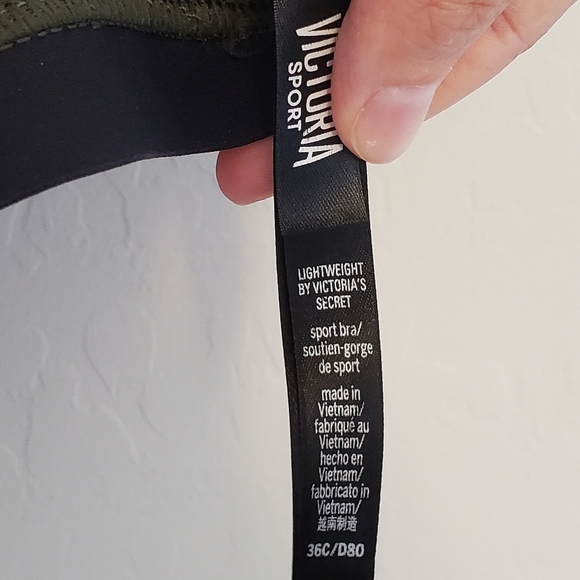 VICTORIA
SPORT
LIGHTWEIGHT
BY VICTORIA'S
SECRET
sport bra/
soutien-gorge
de sport
made in
Vietnam/
fabriqué au
Vietnam/
hecho en
Vietnam/
fabbricato in
Vietnam/
越南制造
36C/D80